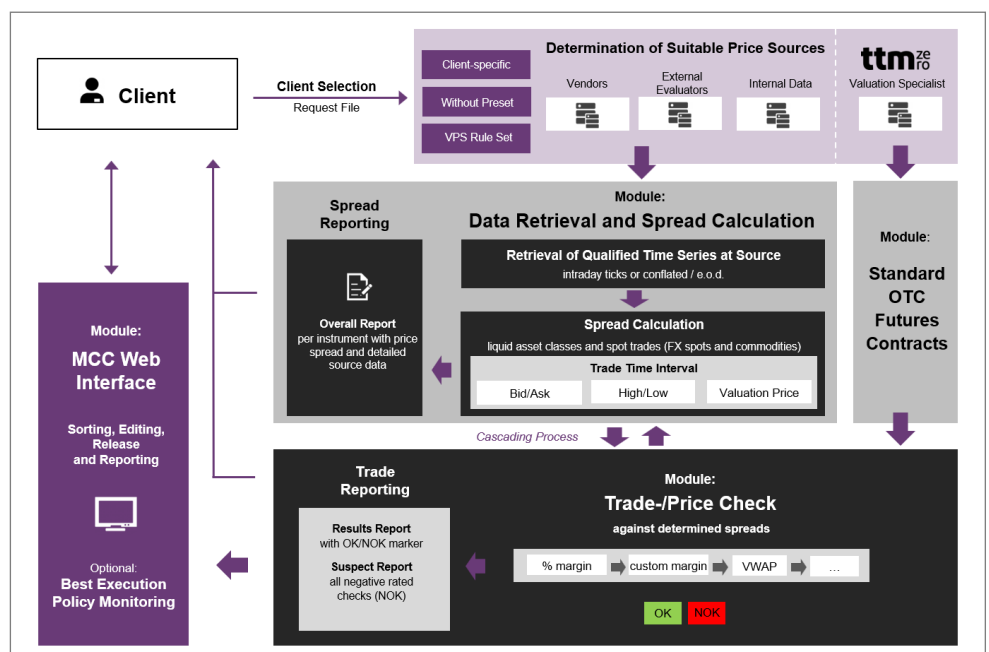 Client
Client Selection
Request File
Determination of Suitable Price Sources
Client-specific
Without Preset
VPS Rule Set
Vendors
External
Evaluators
Internal Data
ttm ze
ro
Valuation Specialist
Spread
Reporting
Overall Report
per instrument with price
spread and detailed
source data
Module:
Data Retrieval and Spread Calculation
Retrieval of Qualified Time Series at Source
intraday ticks or conflated / e.o.d.
Spread Calculation
liquid asset classes and spot trades (FX spots and commodities)
Trade Time Interval
Bid/Ask
High/Low
Valuation Price
Module:
Standard
OTC
Futures
Contracts
Cascading Process
Module:
MCC Web
Interface
Sorting, Editing,
Release
and Reporting
Optional:
Best Execution
Policy Monitoring
Trade
Reporting
Results Report
with OK/NOK marker
Suspect Report
all negative rated
checks (NOK)
Module:
Trade-/Price Check
against determined spreads
% margin
custom margin
VWAP
...
OK
NOK